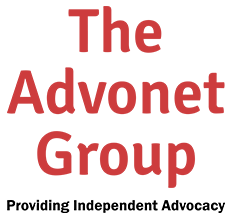 The
Advonet
Group
Providing Independent Advocacy